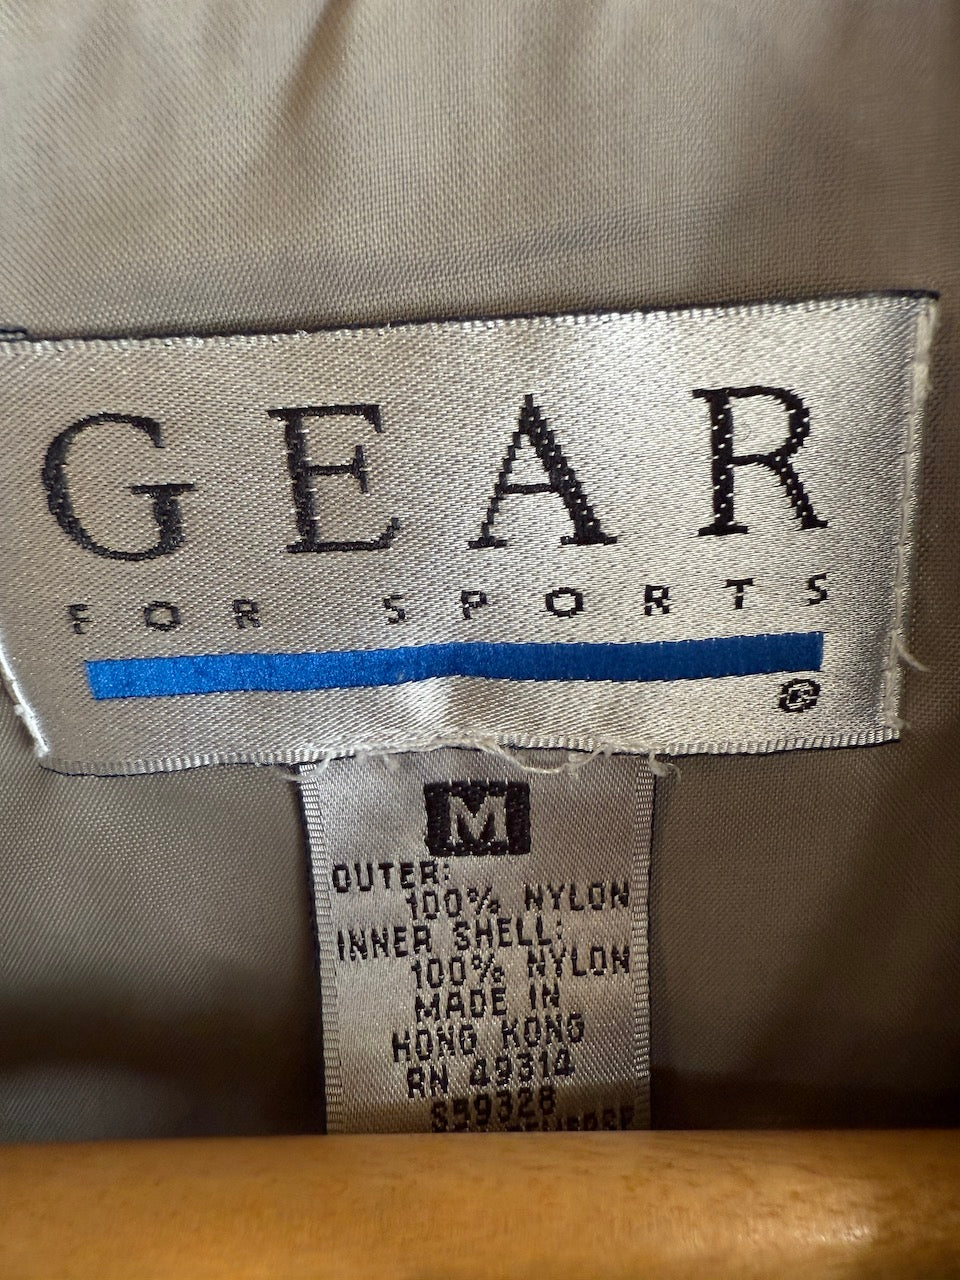 GEAR
FOR SPORTS
®
M
OUTER:
100% NYLON
INNER SHELL:
100% NYLON
MADE IN
HONG KONG
RN 49314
S59328